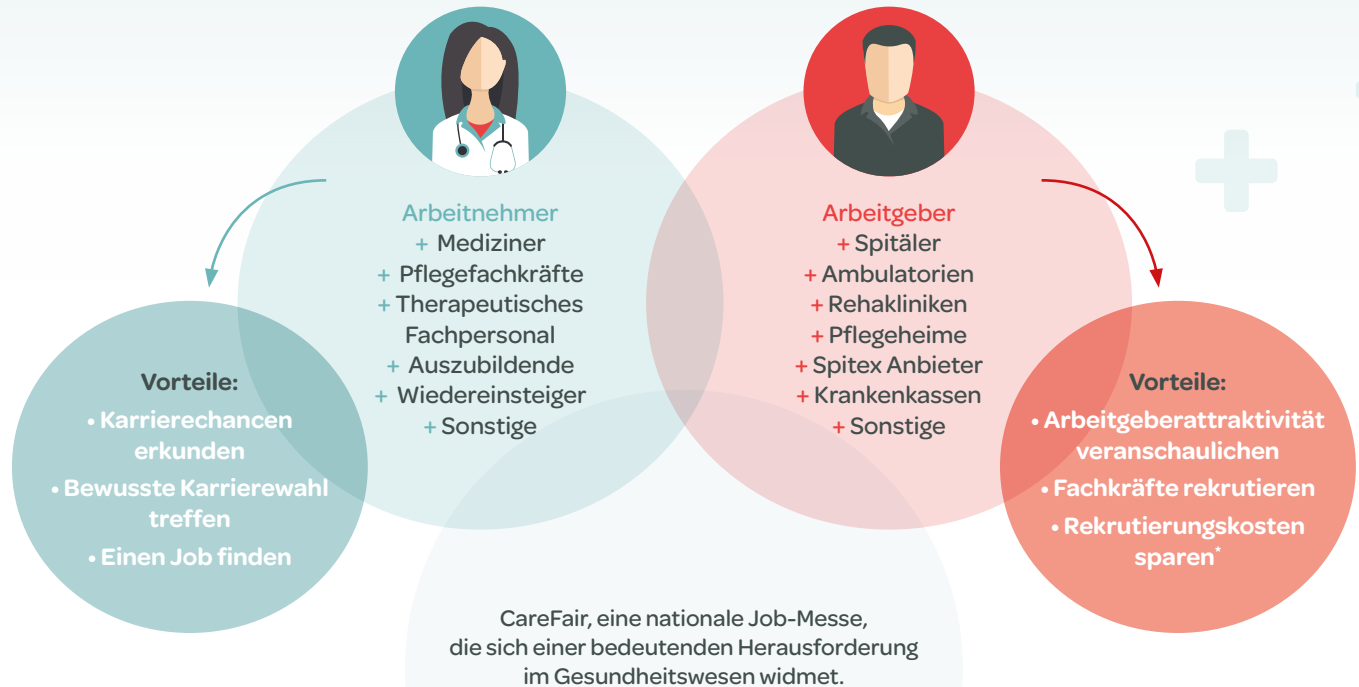 Arbeitnehmer
+ Mediziner
+ Pflegefachkräfte
+ Therapeutisches
Fachpersonal
+ Auszubildende
+ Wiedereinsteiger
+ Sonstige
Arbeitgeber
+ Spitäler
+ Ambulatorien
+ Rehakliniken
+ Pflegeheime
+ Spitex Anbieter
+ Krankenkassen
+ Sonstige
Vorteile:
• Karrierechancen
erkunden
• Bewusste Karrierewahl
treffen
• Einen Job finden
Vorteile:
• Arbeitgeberattraktivität
veranschaulichen
• Fachkräfte rekrutieren
• Rekrutierungskosten
sparen*
CareFair, eine nationale Job-Messe,
die sich einer bedeutenden Herausforderung
im Gesundheitswesen widmet.